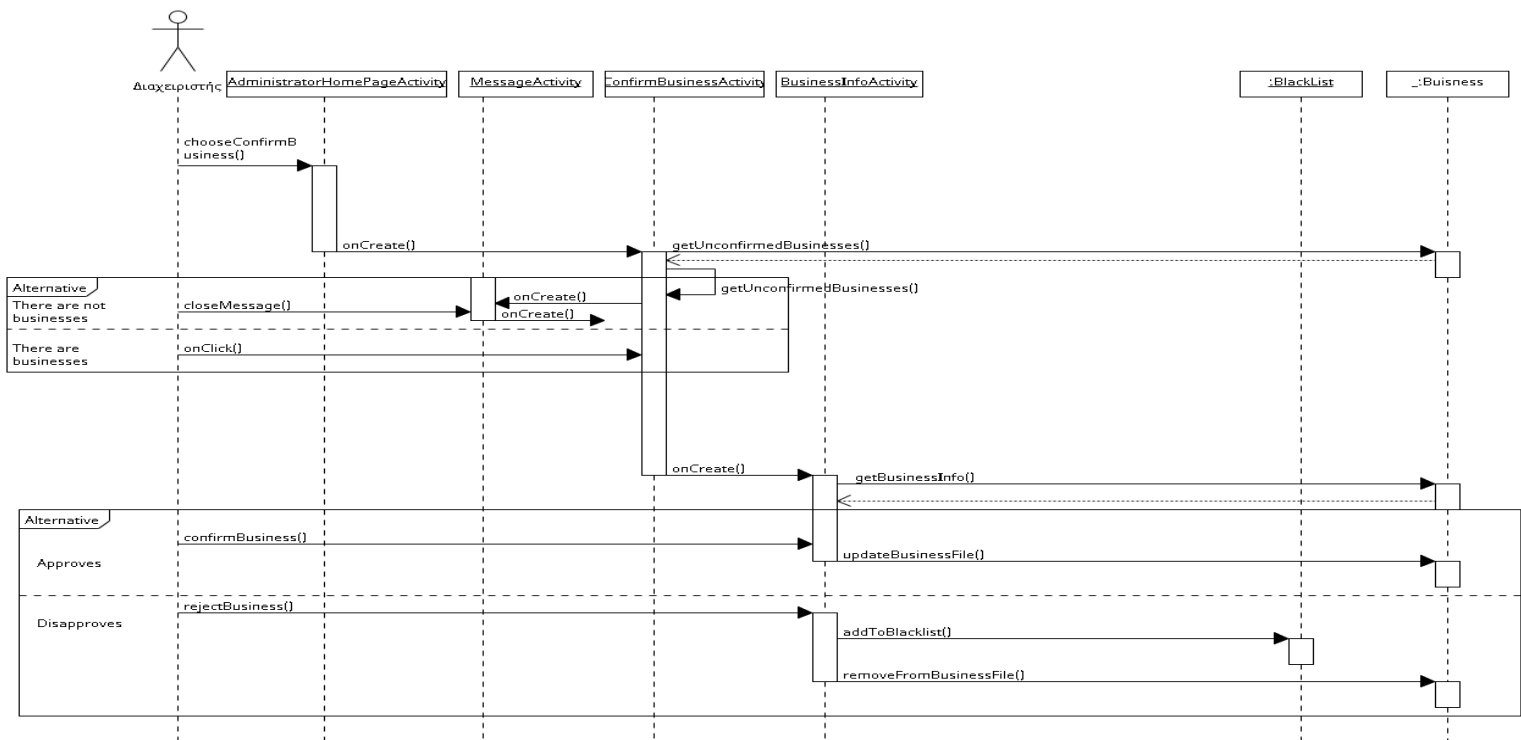 Διαχειριστής
AdministratorHomePageActivity
MessageActivity
ConfirmBusinessActivity
BusinessInfoActivity
:BlackList
_:Buisness
chooseConfirmB
usiness()
onCreate()
getUnconfirmedBusinesses()
Alternative
There are not
businesses
closeMessage()
onCreate()
getUnconfirmedBusinesses()
onCreate()
There are
businesses
onClick()
onCreate()
getBusinessInfo()
Alternative
confirmBusiness()
Approves
updateBusinessFile()
rejectBusiness()
Disapproves
addToBlacklist()
removeFromBusinessFile()